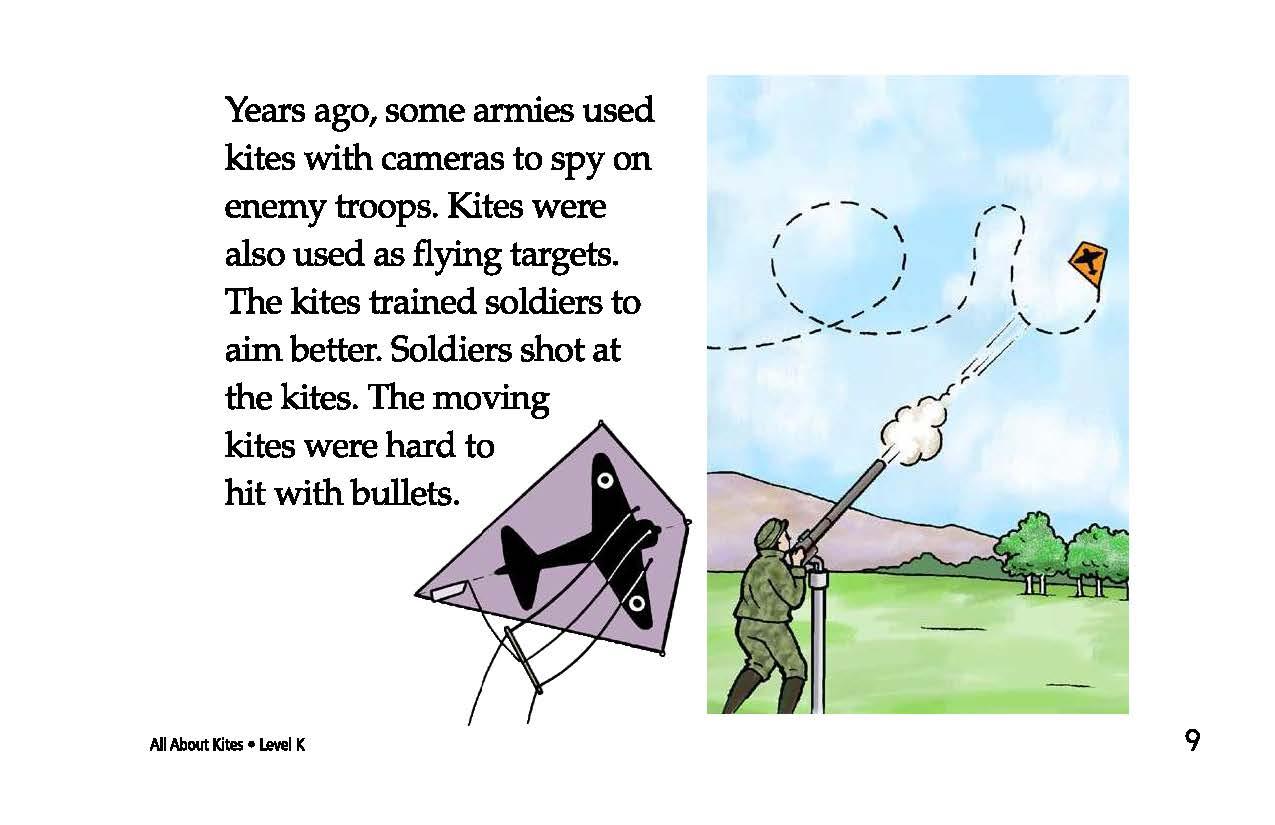 Years ago, some armies used
kites with cameras to spy on
enemy troops. Kites were
also used as flying targets.
The kites trained soldiers to
aim better. Soldiers shot at
the kites. The moving
kites were hard to
hit with bullets.
All About Kites • Level K
9